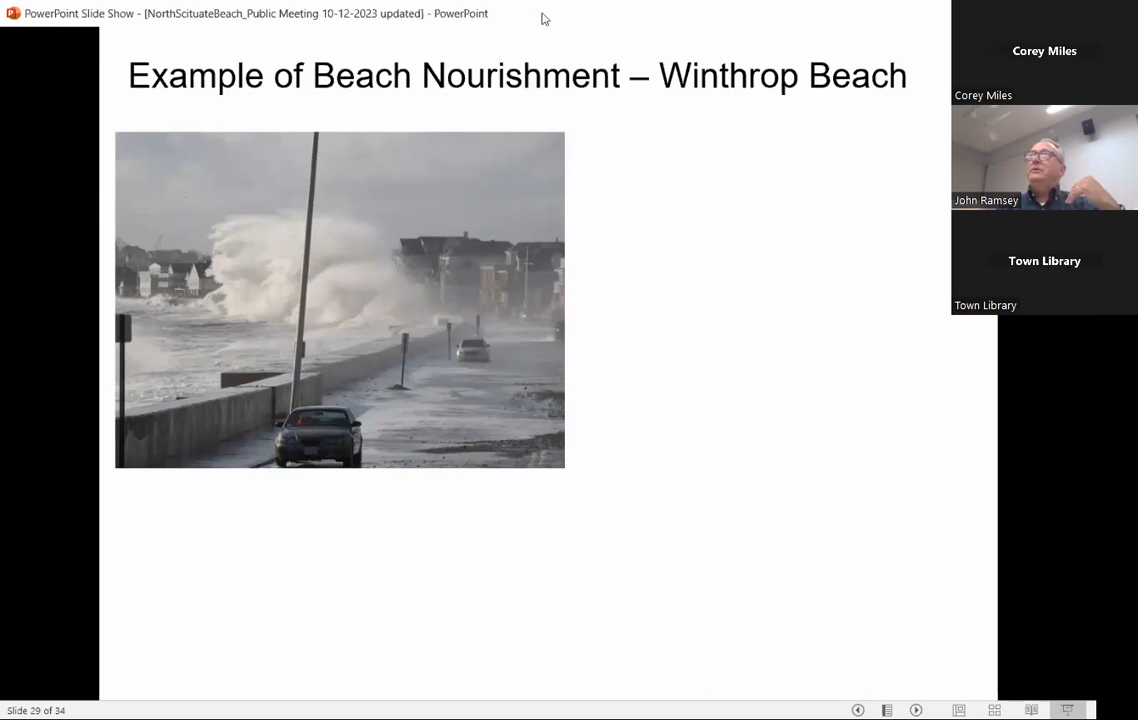 PowerPoint Slide Show - [NorthScituateBeach_Public Meeting 10-12-2023 updated] - PowerPoint
Example of Beach Nourishment – Winthrop Beach
Corey Miles
Corey Miles
John Ramsey
Town Library
Town Library
Slide 29 of 34